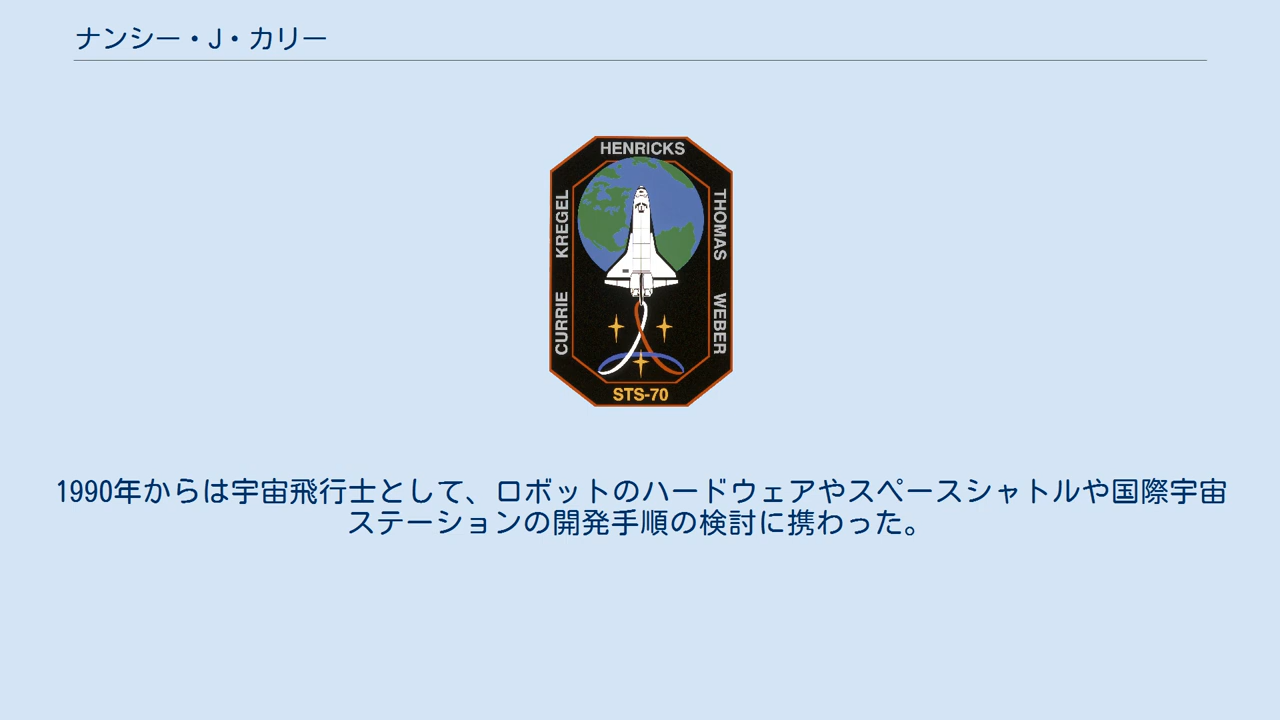 ナンシー・J・カリー
HENRICKS
KREGEL
THOMAS
CURRIE
WEBER
STS-70
1990年からは宇宙飛行士として、ロボットのハードウェアやスペースシャトルや国際宇宙
ステーションの開発手順の検討に携わった。